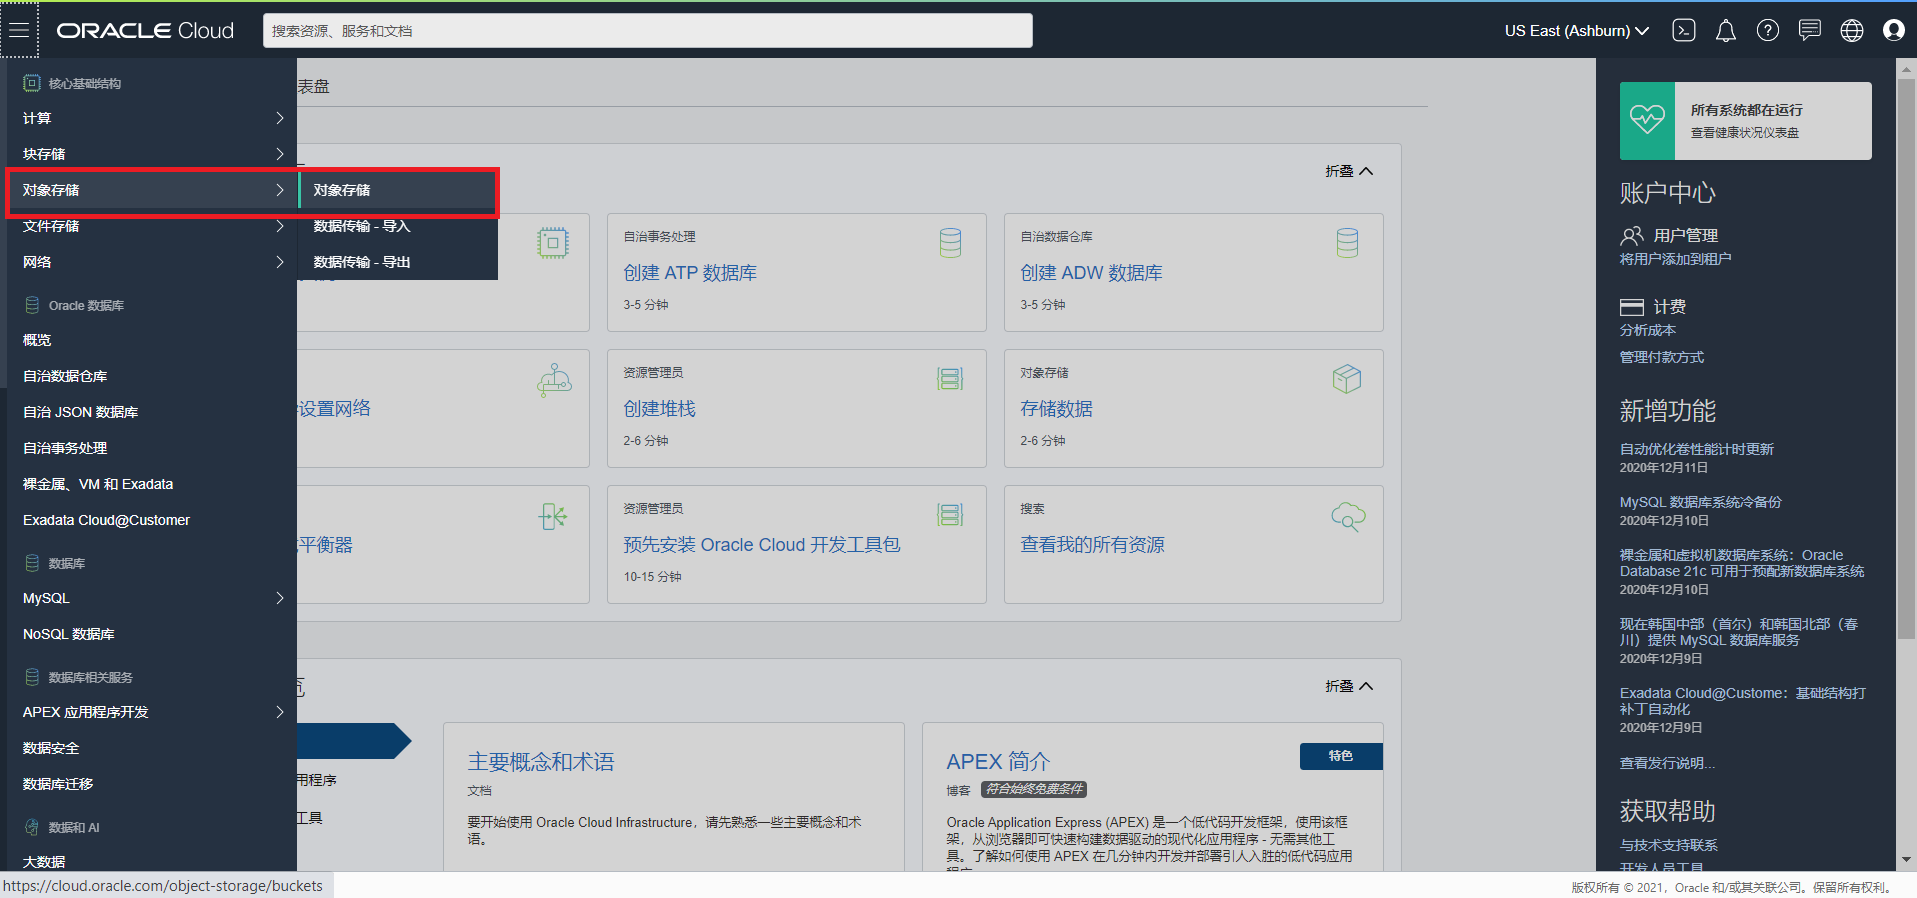 ORACLE Cloud
搜索资源、服务和文档
US East (Ashburn)
核心基础结构
计算
块存储
对象存储
文件存储
网络
对象存储
数据传输 - 导入
数据传输 - 导出
Oracle 数据库
概览
自治数据仓库
自治 JSON 数据库
自治事务处理
裸金属、VM 和 Exadata
Exadata Cloud@Customer
数据库
MySQL
NoSQL 数据库
数据库相关服务
APEX 应用程序开发
数据安全
数据库迁移
数据和 AI
大数据
表盘
折叠
自治事务处理
创建 ATP 数据库
3-5 分钟
自治数据仓库
创建 ADW 数据库
3-5 分钟
设置网络
资源管理员
创建堆栈
2-6 分钟
对象存储
存储数据
2-6 分钟
平衡器
资源管理员
预先安装 Oracle Cloud 开发工具包
10-15 分钟
搜索
查看我的所有资源
折叠
用程序
工具
主要概念和术语
文档
要开始使用 Oracle Cloud Infrastructure，请先熟悉一些主要概念和术
语。
APEX 简介
特色
博客
符合始终免费条件
Oracle Application Express (APEX) 是一个低代码开发框架，使用该框
架，从浏览器即可快速构建数据驱动的现代化应用程序 - 无需其他工
具。了解如何使用 APEX 在几分钟内开发并部署引人入胜的低代码应用
程序。
所有系统都在运行
查看健康状况仪表盘
账户中心
用户管理
将用户添加到租户
计费
分析成本
管理付款方式
新增功能
自动优化卷性能计时更新
2020年12月11日
MySQL 数据库系统冷备份
2020年12月10日
裸金属和虚拟机数据库系统：Oracle
Database 21c 可用于预配新数据库系统
2020年12月10日
现在韩国中部（首尔）和韩国北部（春
川）提供 MySQL 数据库服务
2020年12月9日
Exadata Cloud@Custome：基础结构打
补丁自动化
2020年12月9日
查看发行说明...
获取帮助
与技术支持联系
开发人员工具
https://cloud.oracle.com/object-storage/buckets
版权所有 © 2021，Oracle 和/或其关联公司。保留所有权利。